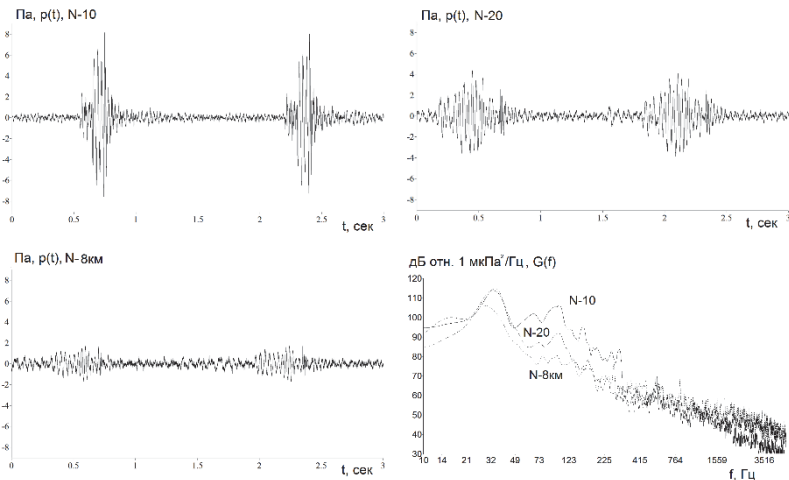 Па, p(t), N-10
8
6
4
2
0
-2
-4
-6
-8
0 0.5 1 1.5 2 2.5 3
t, сек
Па, p(t), N-20
8
6
4
2
0
-2
-4
-6
-8
0 0.5 1 1.5 2 2.5 3
t, сек
Па, p(t), N-8км
8
6
4
2
0
-2
-4
-6
-8
0 0.5 1 1.5 2 2.5 3
t, сек
дБ отн. 1 мкПа²/Гц, G(f)
120
110
100
90
80
70
60
50
40
30
N-10
N-20
N-8км
10 14 21 32 49 73 123 225 415 764 1559 3516
f, Гц